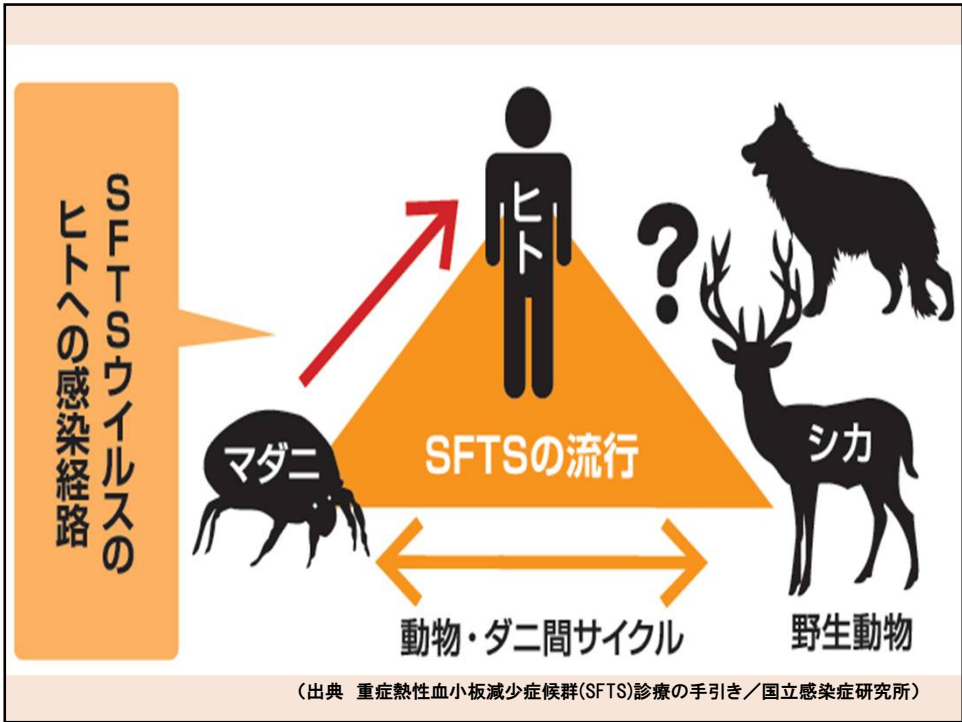 SFTSウイルスの
ヒトへの感染経路
ヒト
?
マダニ
SFTSの流行
シカ
動物・ダニ間サイクル
野生動物
（出典 重症熱性血小板減少症候群(SFTS)診療の手引き／国立感染症研究所）